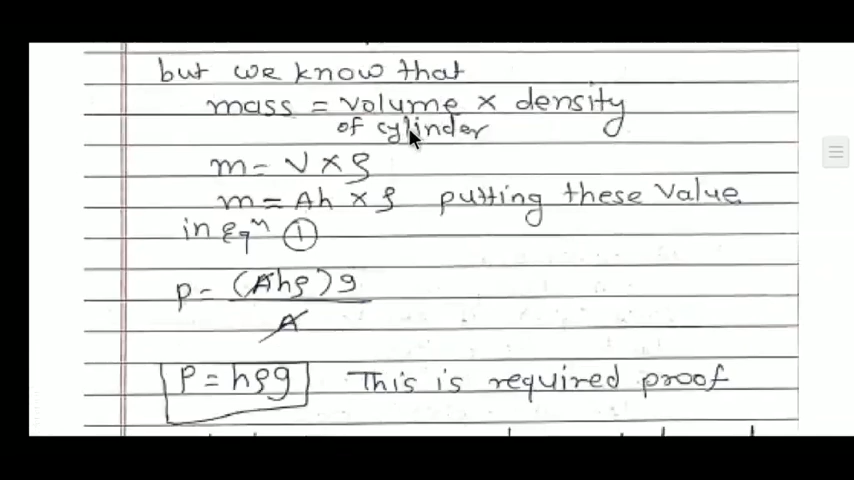 but we know that
mass = volume × density
of cylinder
m = V × ρ
m = Ah × ρ putting these value
in eqⁿ ①
p = (Ahρ)g
A
P = hρg This is required proof